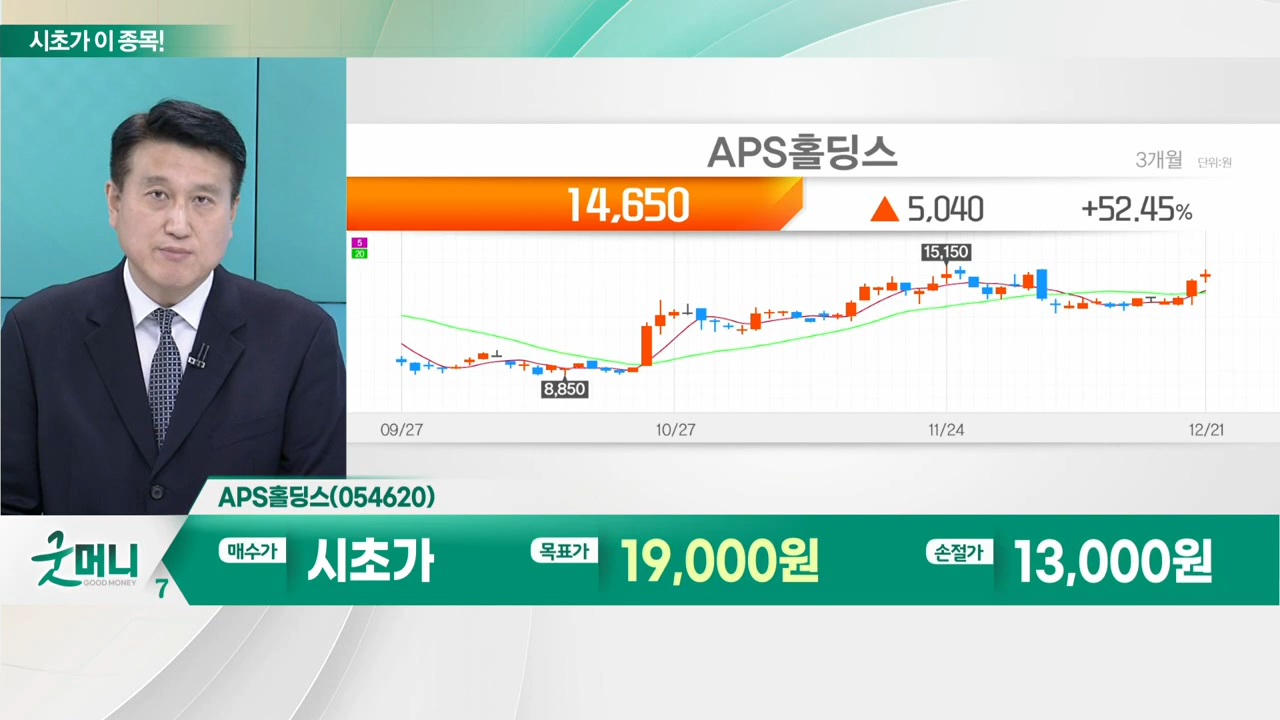 시초가 이 종목!
APS홀딩스
3개월 단위:원
14,650 ▲ 5,040 +52.45%
5
20
15,150
8,850
09/27 10/27 11/24 12/21
APS홀딩스(054620)
굿머니
GOOD MONEY
7
매수가 시초가 목표가 19,000원 손절가 13,000원